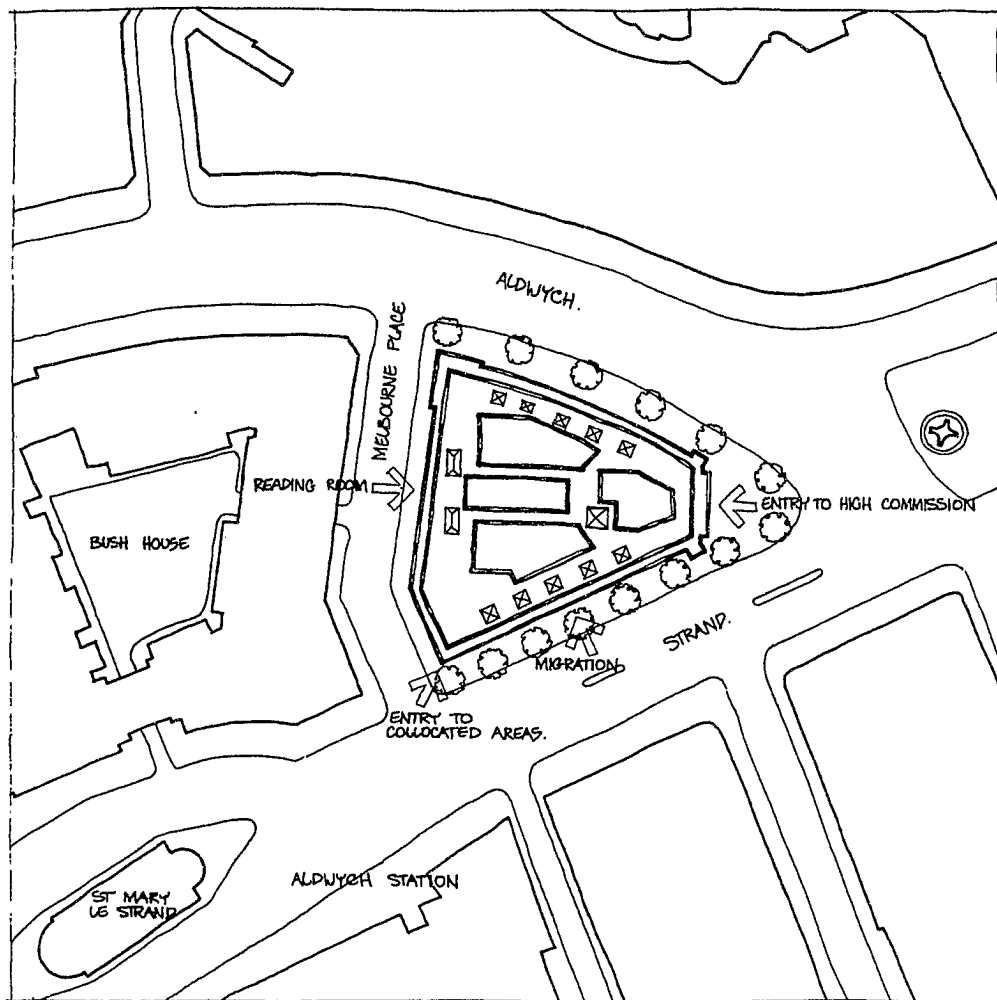 ALDWYCH.
MELBOURNE PLACE
READING ROOM
ENTRY TO HIGH COMMISSION
BUSH HOUSE
STRAND.
MIGRATION
ENTRY TO
COLLOCATED AREAS.
ALDWYCH STATION
ST MARY
LE STRAND